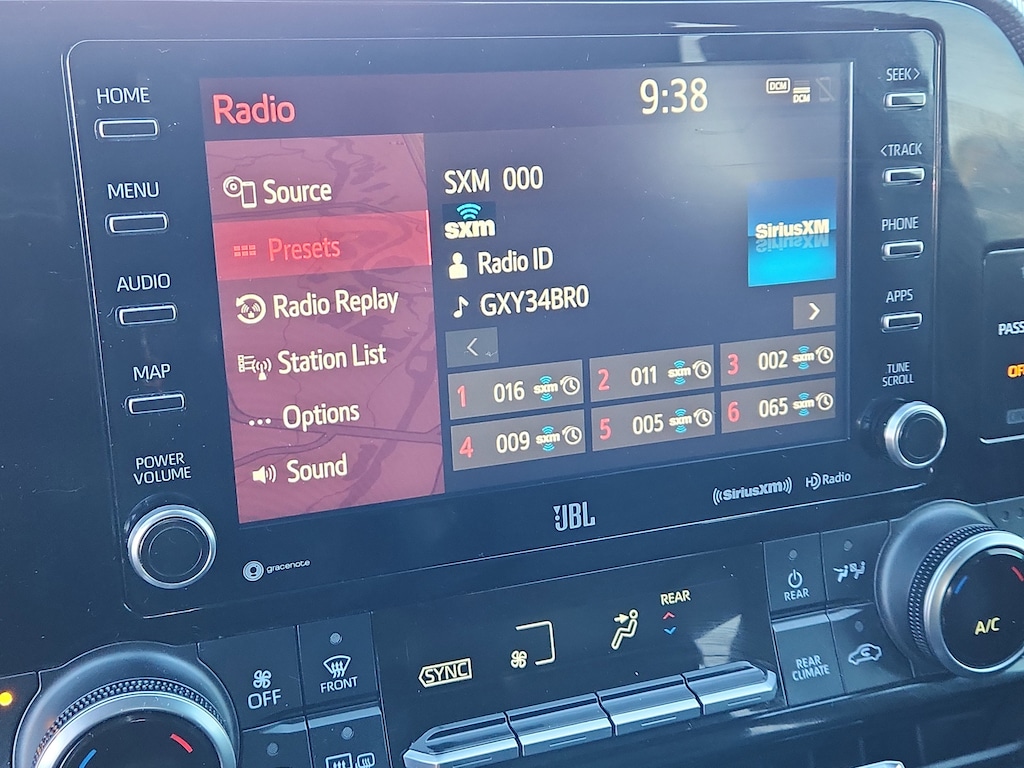 HOME
MENU
AUDIO
MAP
POWER
VOLUME
Radio
9:38
DCM
DCM
Source
Presets
Radio Replay
Station List
... Options
Sound
SXM 000
sxm
Radio ID
GXY34BR0
SiriusXM
<
>
1 016 sxm
2 011 sxm
3 002 sxm
4 009 sxm
5 005 sxm
6 065 sxm
SEEK>
<TRACK
PHONE
APPS
TUNE
SCROLL
PASS
OF
gracenote
JBL
((SiriusXM))
HD Radio
OFF
FRONT
SYNC
REAR
REAR
REAR
CLIMATE
A/C